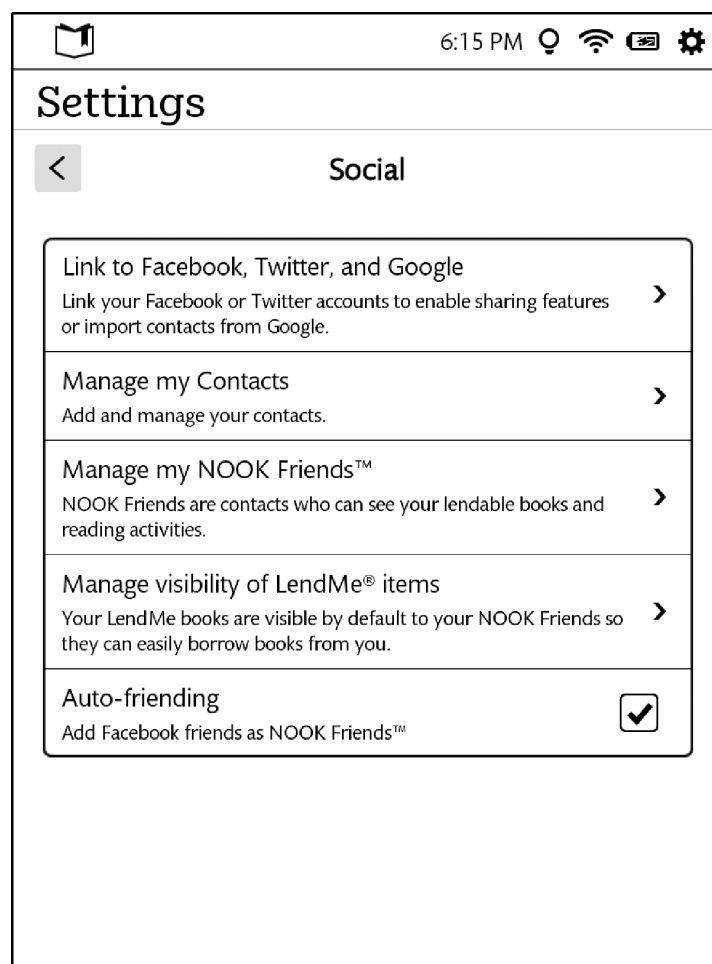 6:15 PM
Settings
Social
Link to Facebook, Twitter, and Google
Link your Facebook or Twitter accounts to enable sharing features
or import contacts from Google.
Manage my Contacts
Add and manage your contacts.
Manage my NOOK Friends™
NOOK Friends are contacts who can see your lendable books and
reading activities.
Manage visibility of LendMe® items
Your LendMe books are visible by default to your NOOK Friends so
they can easily borrow books from you.
Auto-friending
Add Facebook friends as NOOK Friends™